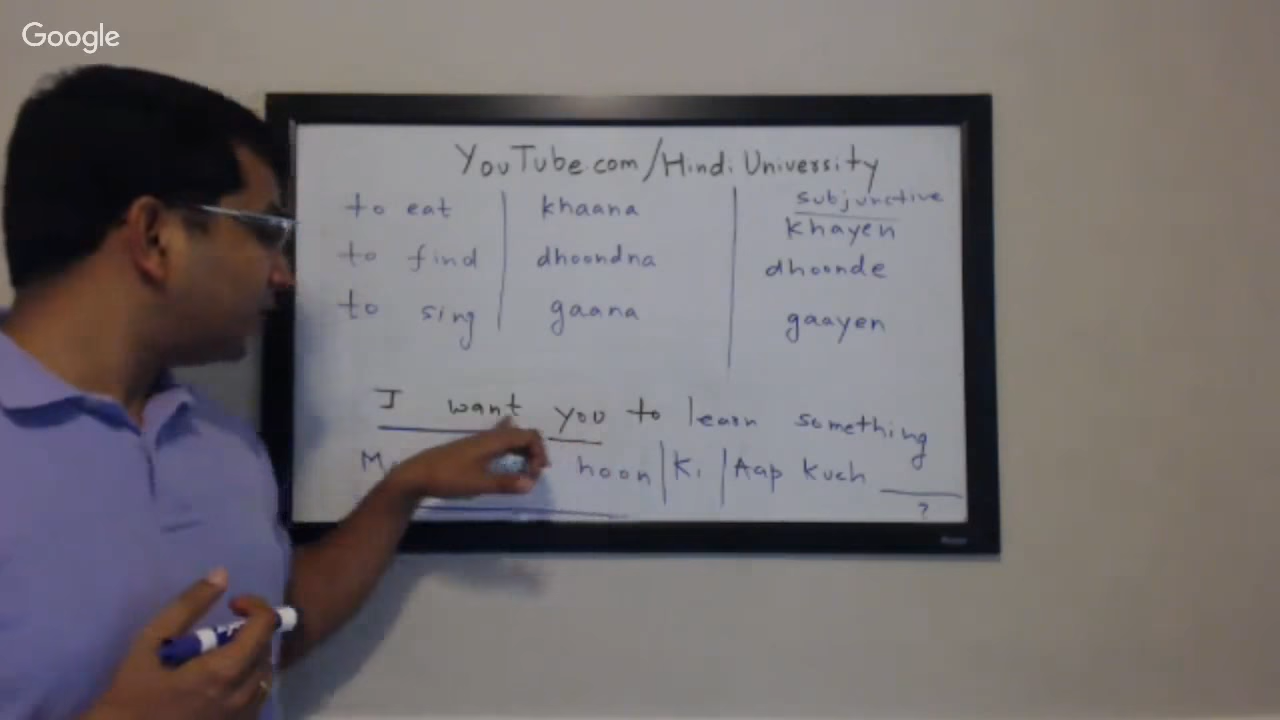 Google
YouTube.com/Hindi University
subjunctive
to eat khaana khayen
to find dhoondna dhoonde
to sing gaana gaayen
I want you to learn something
hoon Ki Aap kuch
?